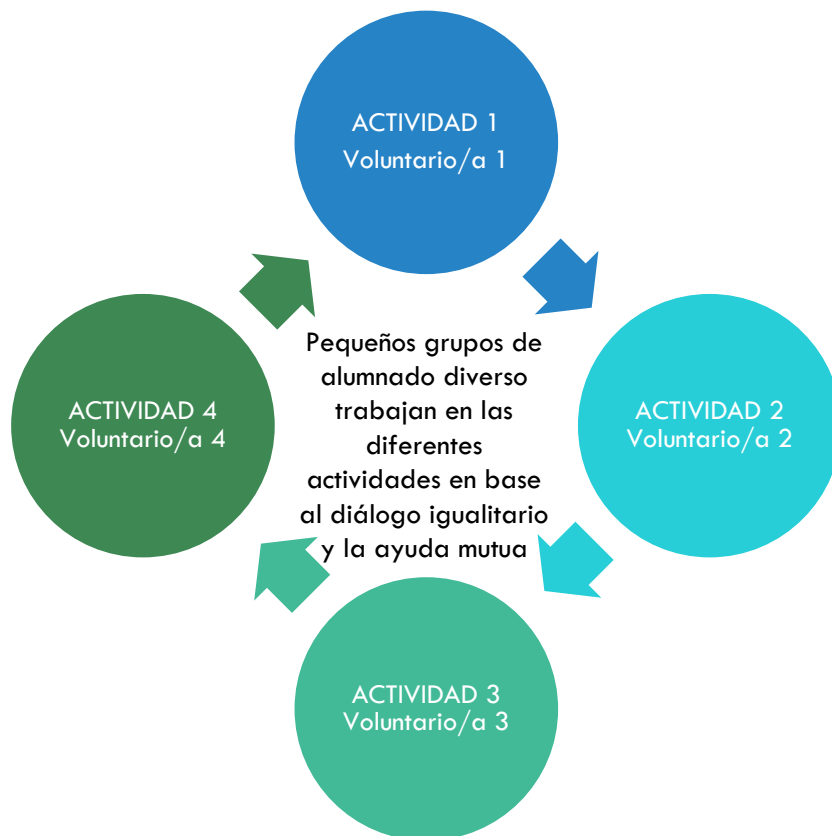 ACTIVIDAD 1
Voluntario/a 1
Pequeños grupos de
alumnado diverso
trabajan en las
diferentes
actividades en base
al diálogo igualitario
y la ayuda mutua
ACTIVIDAD 2
Voluntario/a 2
ACTIVIDAD 3
Voluntario/a 3
ACTIVIDAD 4
Voluntario/a 4